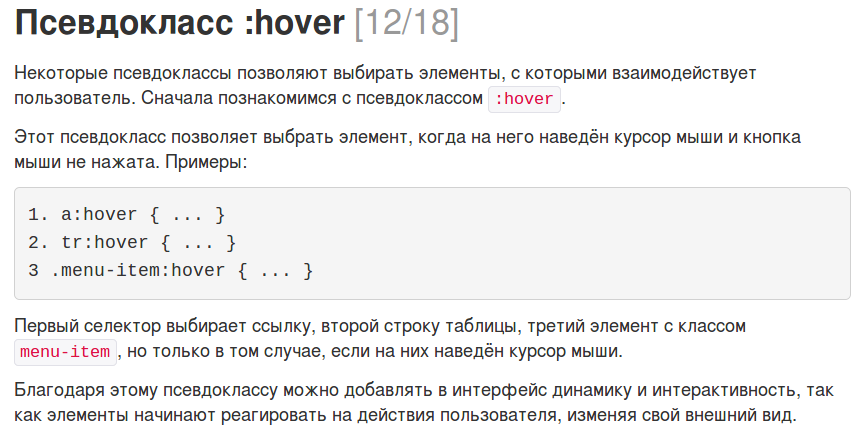 Псевдокласс :hover [12/18]
Некоторые псевдоклассы позволяют выбирать элементы, с которыми взаимодействует
пользователь. Сначала познакомимся с псевдоклассом :hover.
Этот псевдокласс позволяет выбрать элемент, когда на него наведён курсор мыши и кнопка
мыши не нажата. Примеры:
1. a:hover { ... }
2. tr:hover { ... }
3 .menu-item:hover { ... }
Первый селектор выбирает ссылку, второй строку таблицы, третий элемент с классом
menu-item, но только в том случае, если на них наведён курсор мыши.
Благодаря этому псевдоклассу можно добавлять в интерфейс динамику и интерактивность, так
как элементы начинают реагировать на действия пользователя, изменяя свой внешний вид.